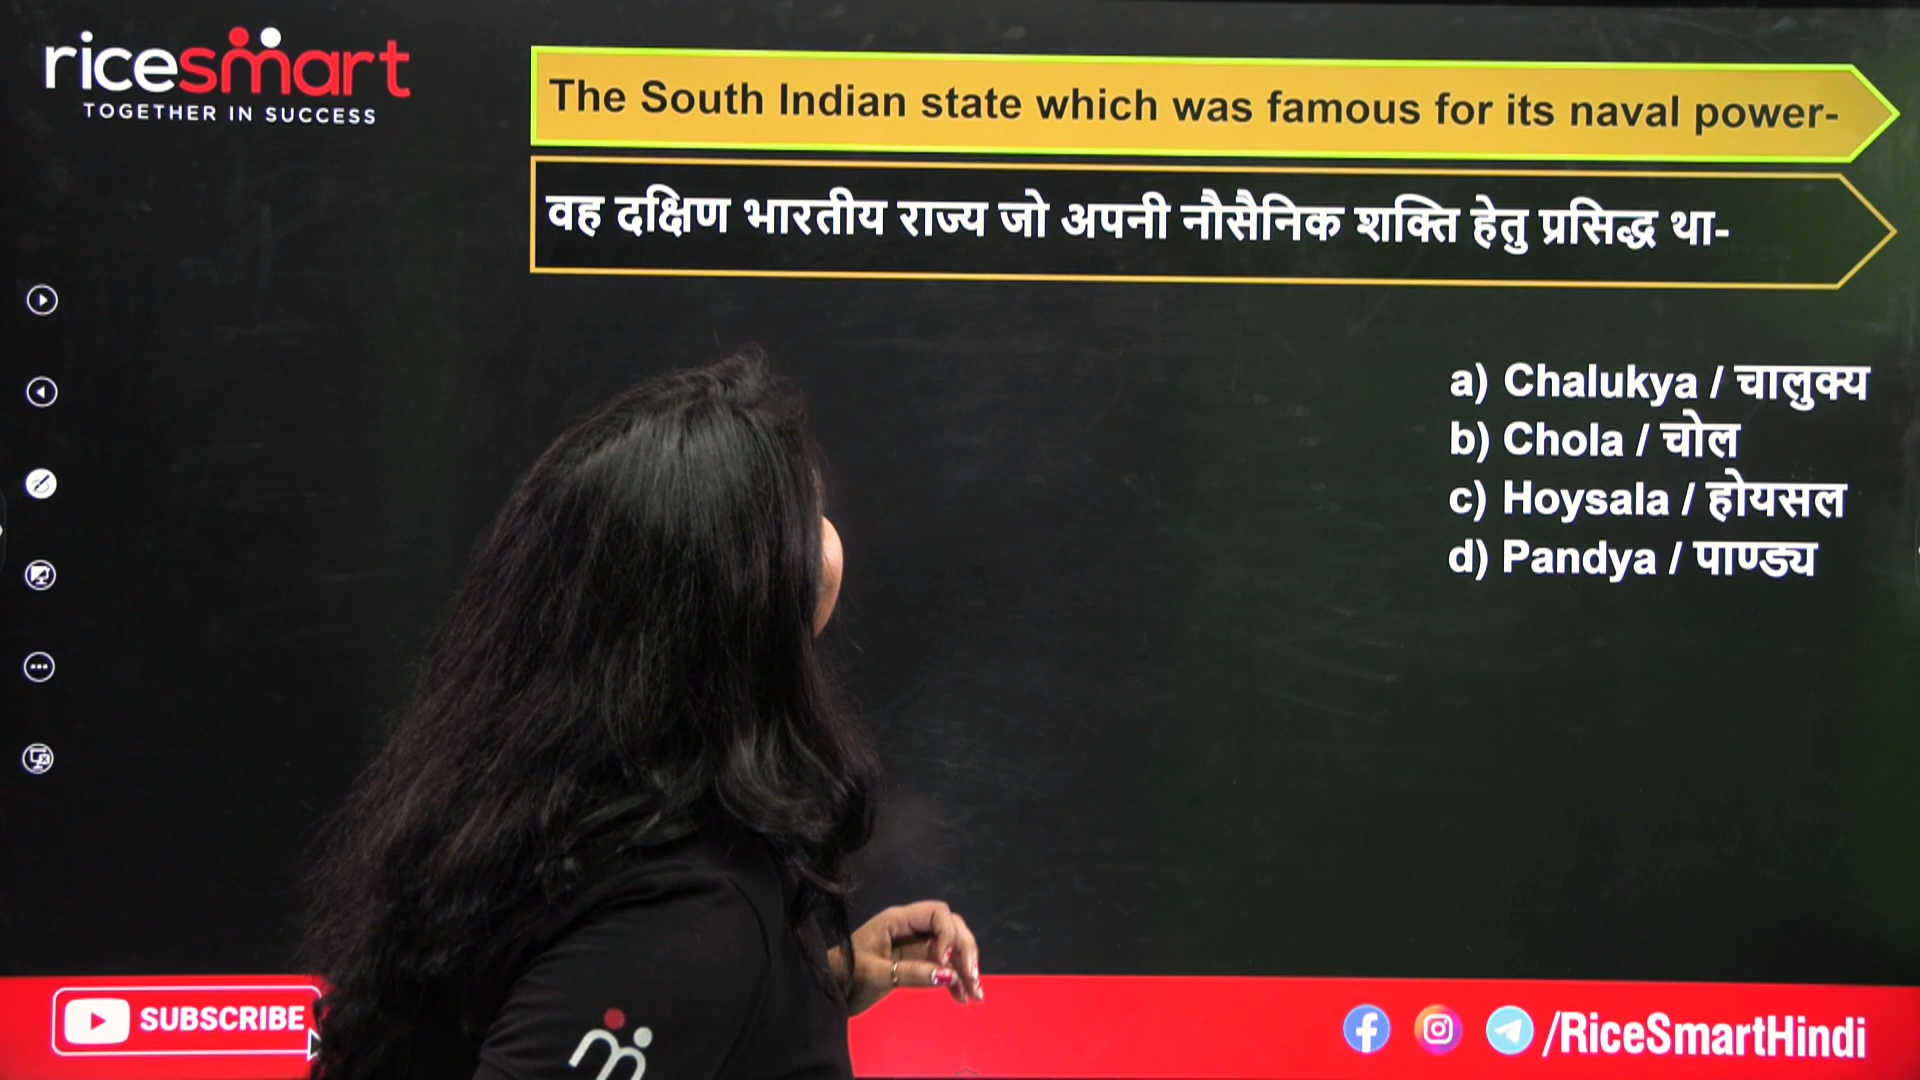 ricesmart
TOGETHER IN SUCCESS
The South Indian state which was famous for its naval power-
वह दक्षिण भारतीय राज्य जो अपनी नौसैनिक शक्ति हेतु प्रसिद्ध था-
a) Chalukya / चालुक्य
b) Chola / चोल
c) Hoysala / होयसल
d) Pandya / पाण्ड्य
SUBSCRIBE
/RiceSmartHindi